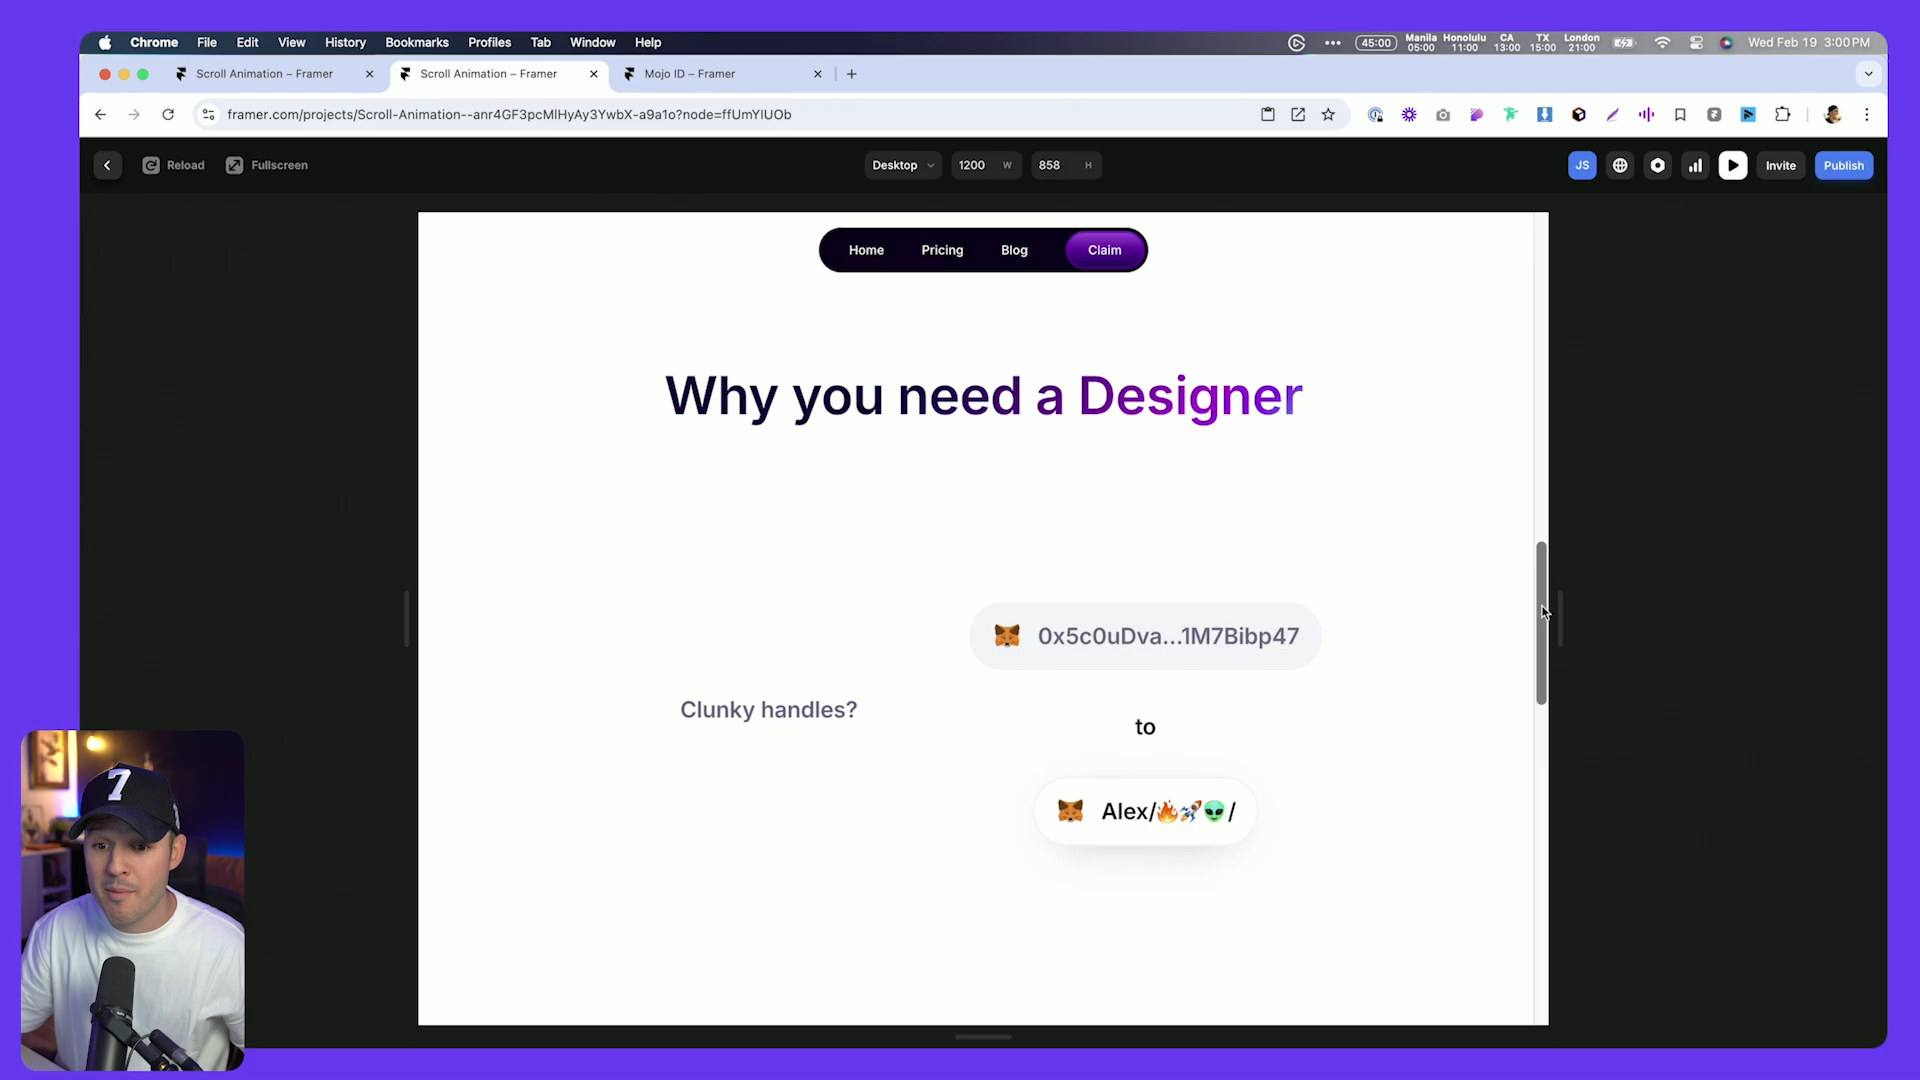 Chrome File Edit View History Bookmarks Profiles Tab Window Help
45:00
Manila 05:00
Honolulu 11:00
CA 13:00
TX 15:00
London 21:00
Wed Feb 19 3:00 PM
Scroll Animation – Framer
Scroll Animation – Framer
Mojo ID – Framer
framer.com/projects/Scroll-Animation--anr4GF3pcMlHyAy3YwbX-a9a1o?node=ffUmYIUOb
Reload
Fullscreen
Desktop
1200 W
858 H
JS
Invite
Publish
Home
Pricing
Blog
Claim
Why you need a Designer
0x5c0uDva...1M7Bibp47
Clunky handles?
to
Alex/🔥🚀👽/
7